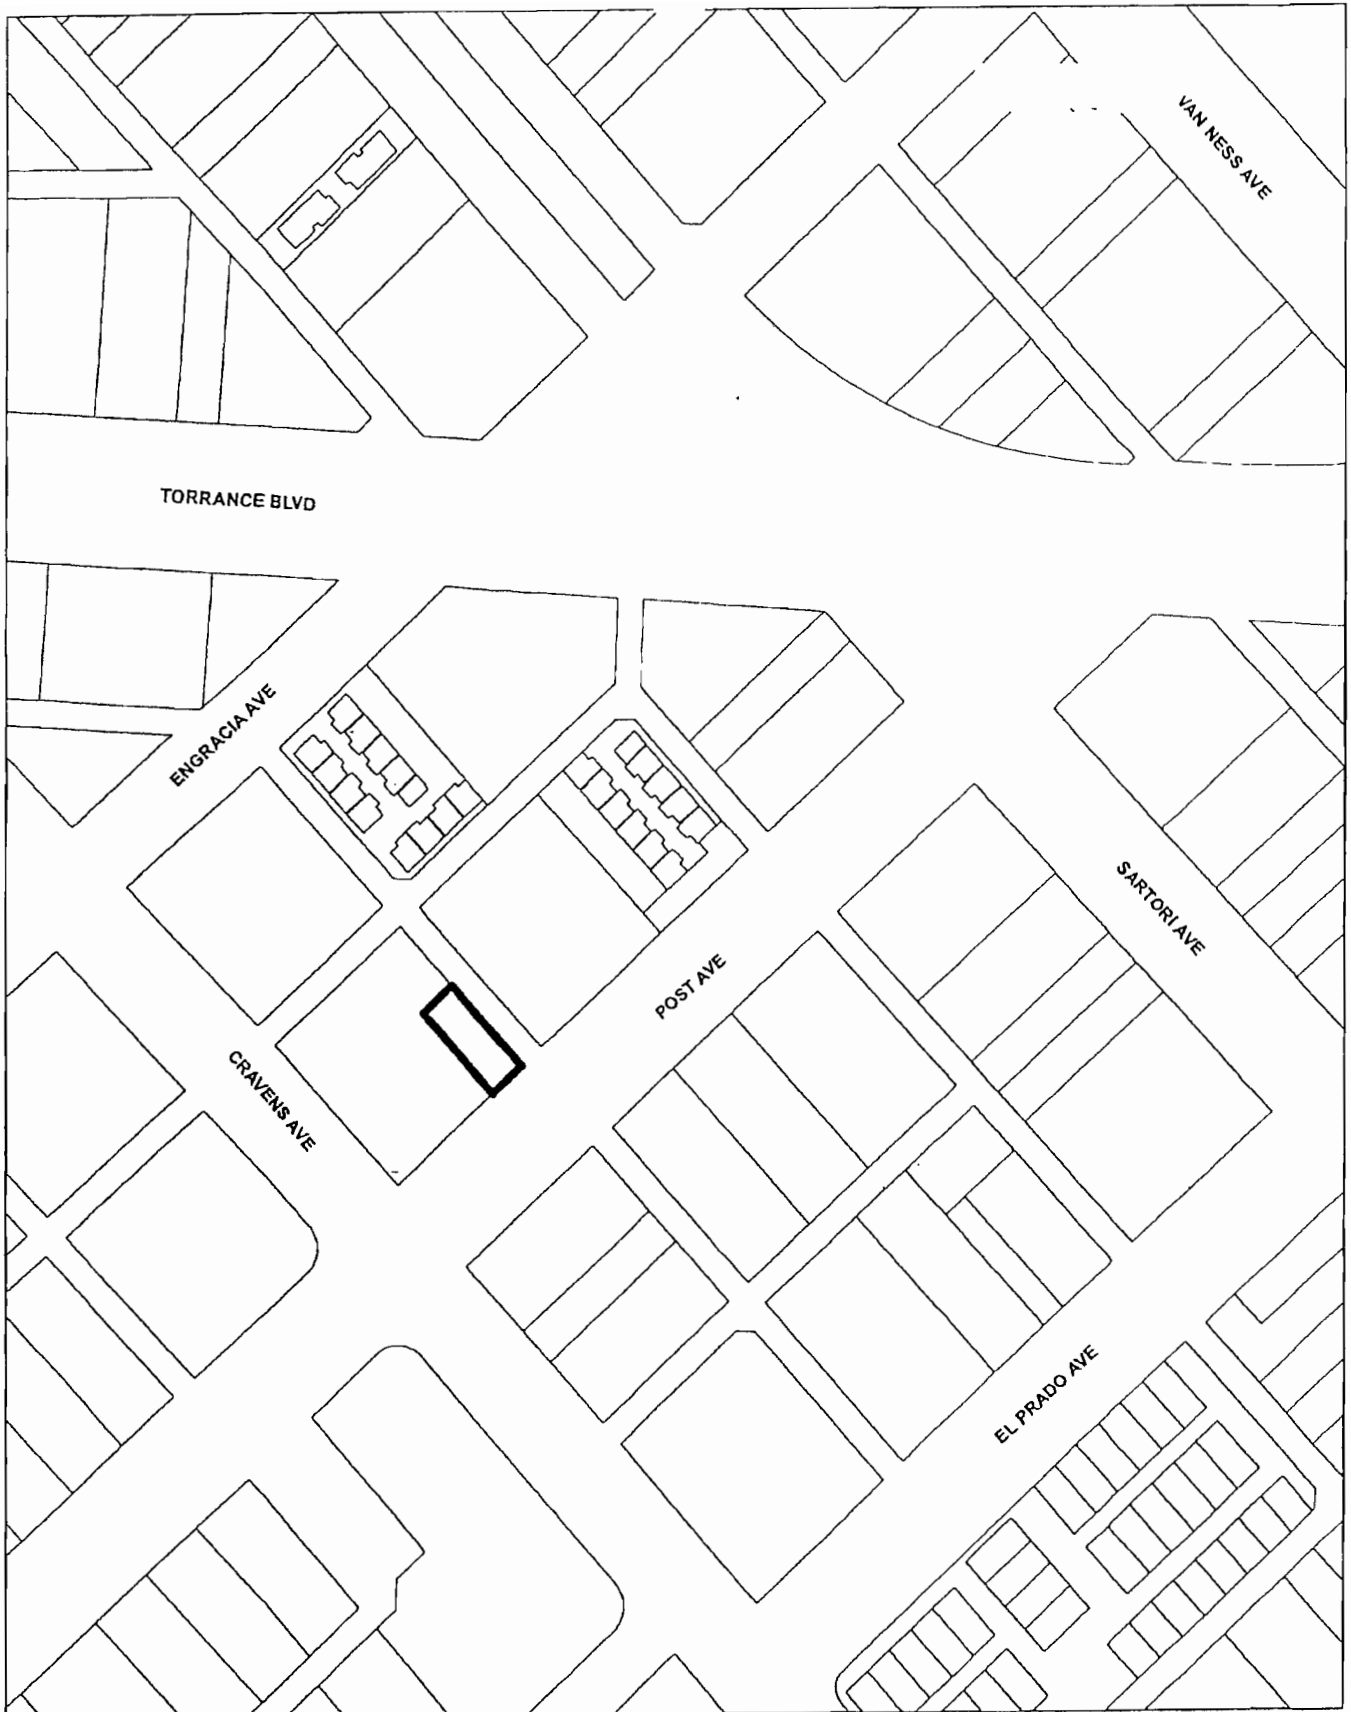 VAN NESS AVE
TORRANCE BLVD
ENGRACIA AVE
SARTORI AVE
POST AVE
CRAVENS AVE
EL PRADO AVE